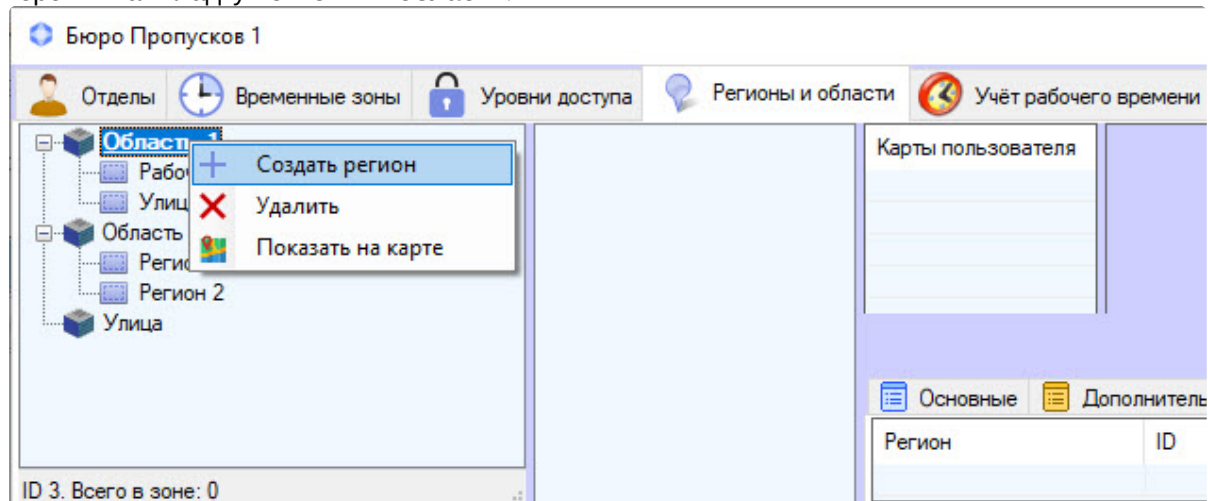 Бюро Пропусков 1
Отделы Временные зоны Уровни доступа Регионы и области Учёт рабочего времени
Карты пользователя
Создать регион
Удалить
Область
Показать на карте
Регион 2
Улица
Основные
Регион ID
ID 3. Всего в зоне: 0